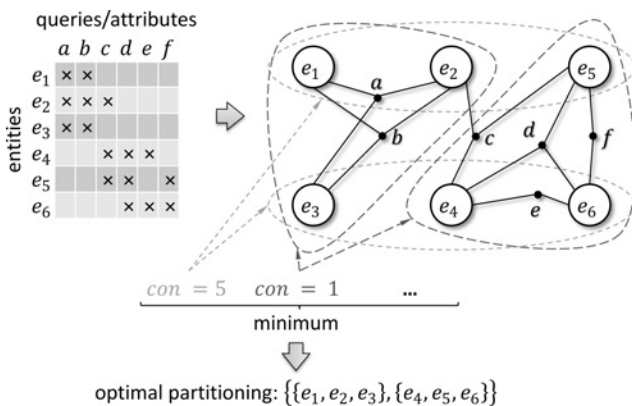 queries/attributes
a b c d e f
entities
e1 × ×
e2 × × ×
e3 × ×
e4 × × ×
e5 × × ×
e6 × × ×
e1 e2 e5
a
b c d f
e3 e4 e e6
con = 5 con = 1 ...
minimum
optimal partitioning: {{e1, e2, e3}, {e4, e5, e6}}